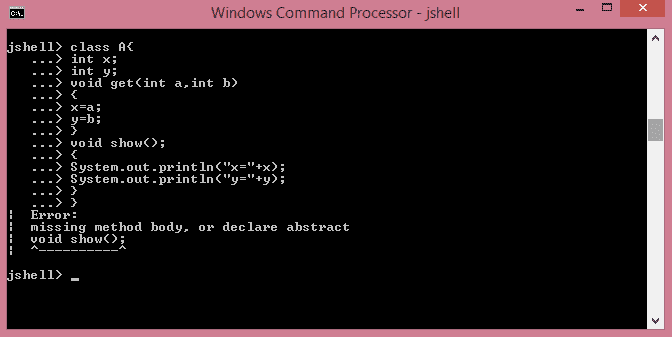 Windows Command Processor - jshell
jshell> class A{
...> int x;
...> int y;
...> void get(int a,int b)
...> {
...> x=a;
...> y=b;
...> }
...> void show();
...> {
...> System.out.println("x="+x);
...> System.out.println("y="+y);
...> }
...> }
| Error:
| missing method body, or declare abstract
| void show();
| ^----------^
jshell> _